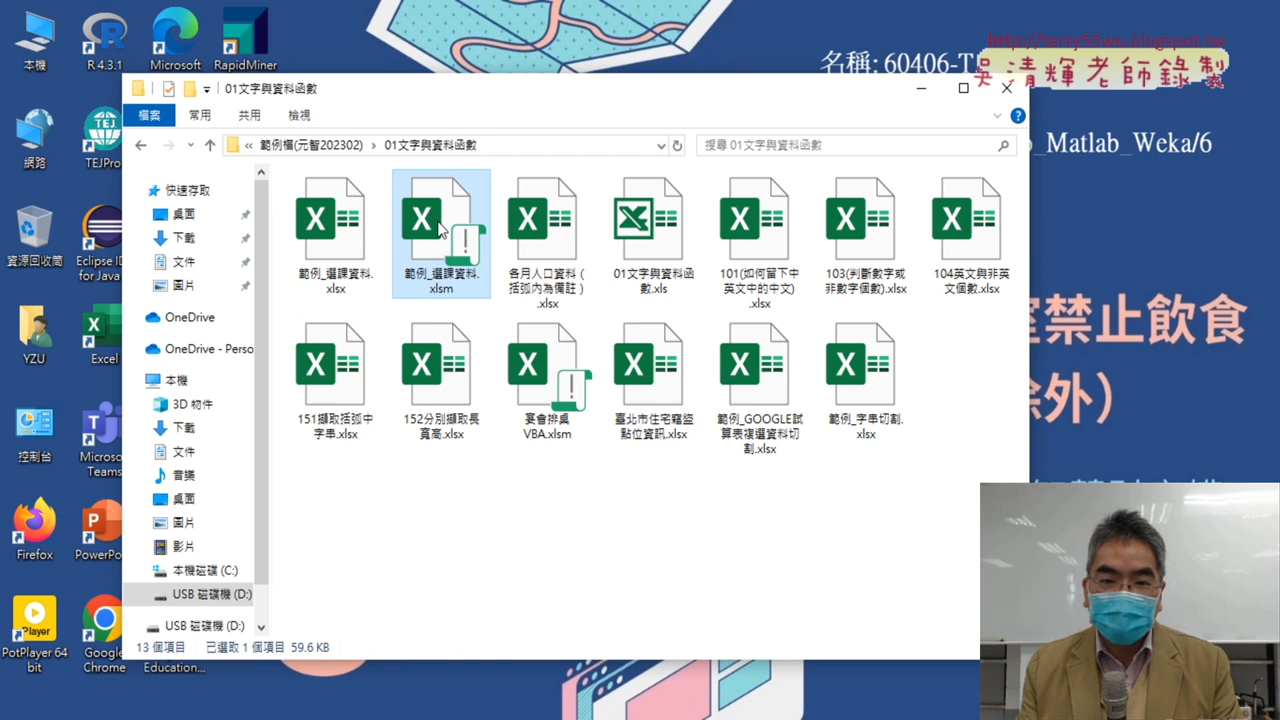 本機
R 4.3.1
Microsoft
RapidMiner
網路
TEJPro
資源回收筒
Eclipse ID
for Java
YZU
Excel
控制台
Microso
Teams
Firefox
PowerPo
Player
PotPlayer 64
bit
Google
Chrome
Education...
名稱: 60406-T
http://terry55wu.blogspot.tw
吳清輝老師錄製
_Matlab_Weka/6
室禁止飲食
除外)
01文字與資料函數
檔案
常用
共用
檢視
« 範例檔(元智202302) › 01文字與資料函數
搜尋 01文字與資料函數
快速存取
桌面
下載
文件
圖片
OneDrive
OneDrive - Perso
本機
3D 物件
下載
文件
音樂
桌面
圖片
影片
本機磁碟 (C:)
USB 磁碟機 (D:)
USB 磁碟機 (D:)
範例_選課資料.
xlsx
範例_選課資料.
xlsm
各月人口資料(
括弧內為備註)
.xlsx
01文字與資料函
數.xls
101(如何留下中
英文中的中文)
.xlsx
103(判斷數字或
非數字個數).xlsx
104英文與非英
文個數.xlsx
151擷取括弧中
字串.xlsx
152分別擷取長
寬高.xlsx
宴會排桌
VBA.xlsm
臺北市住宅竊盜
點位資訊.xlsx
範例_GOOGLE試
算表複選資料切
割.xlsx
範例_字串切割.
xlsx
13 個項目
已選取 1 個項目 59.6 KB